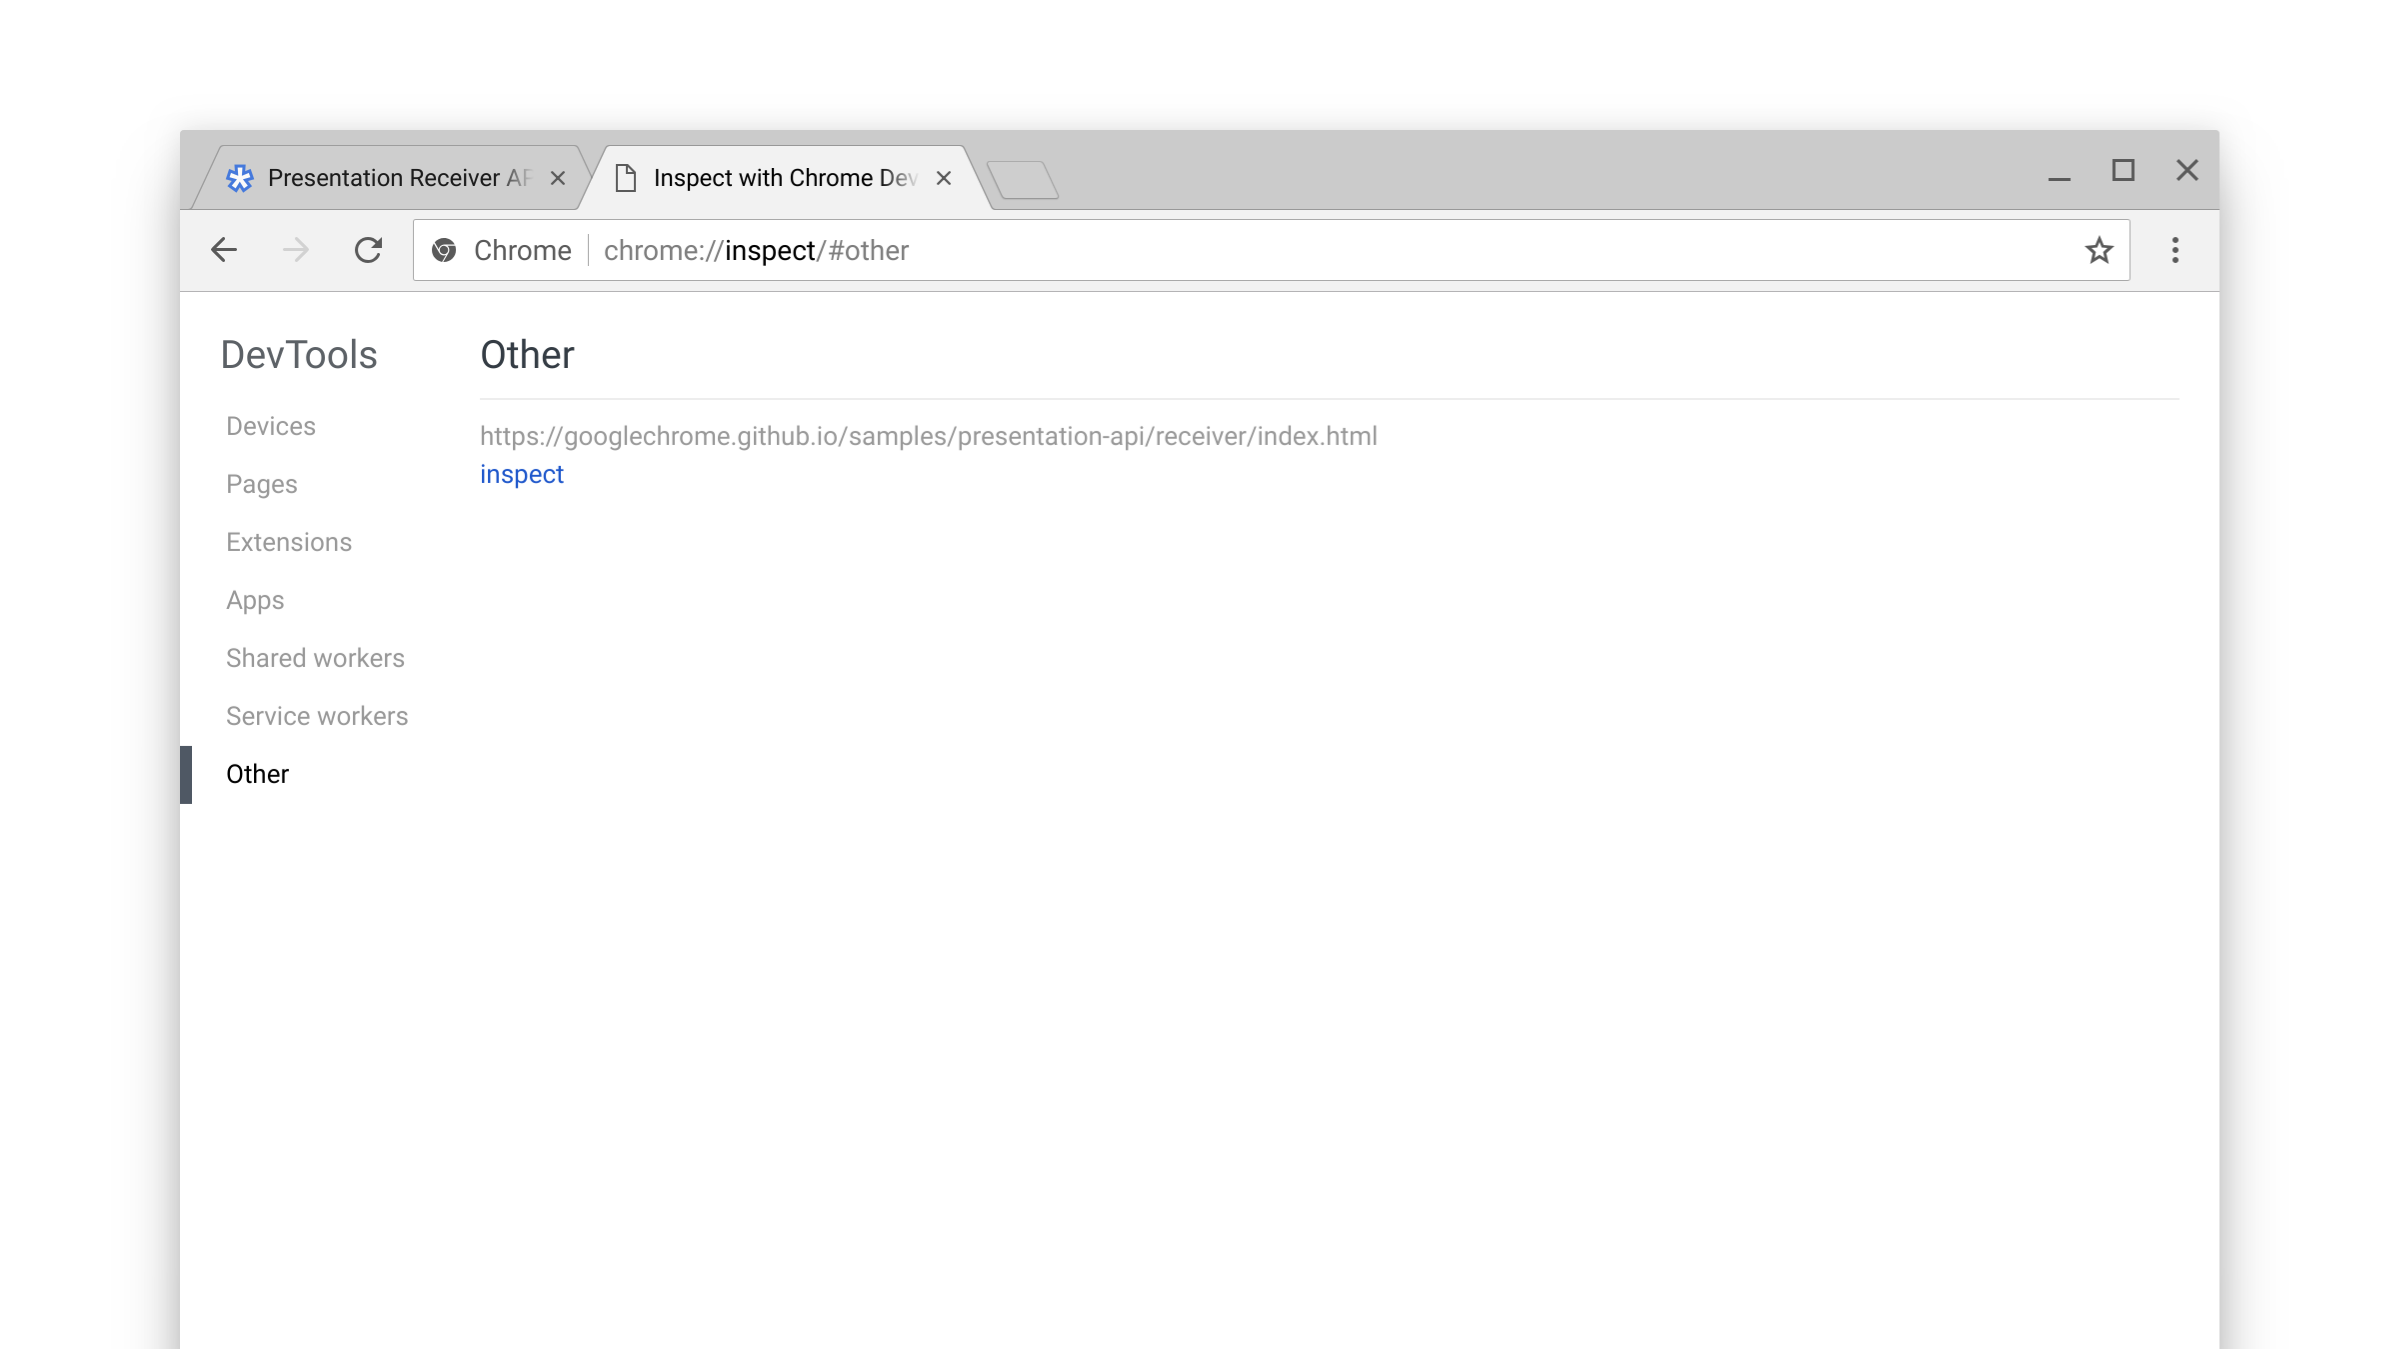 Presentation Receiver AP
Inspect with Chrome Dev
Chrome
chrome://inspect/#other
DevTools
Devices
Pages
Extensions
Apps
Shared workers
Service workers
Other
Other
https://googlechrome.github.io/samples/presentation-api/receiver/index.html
inspect